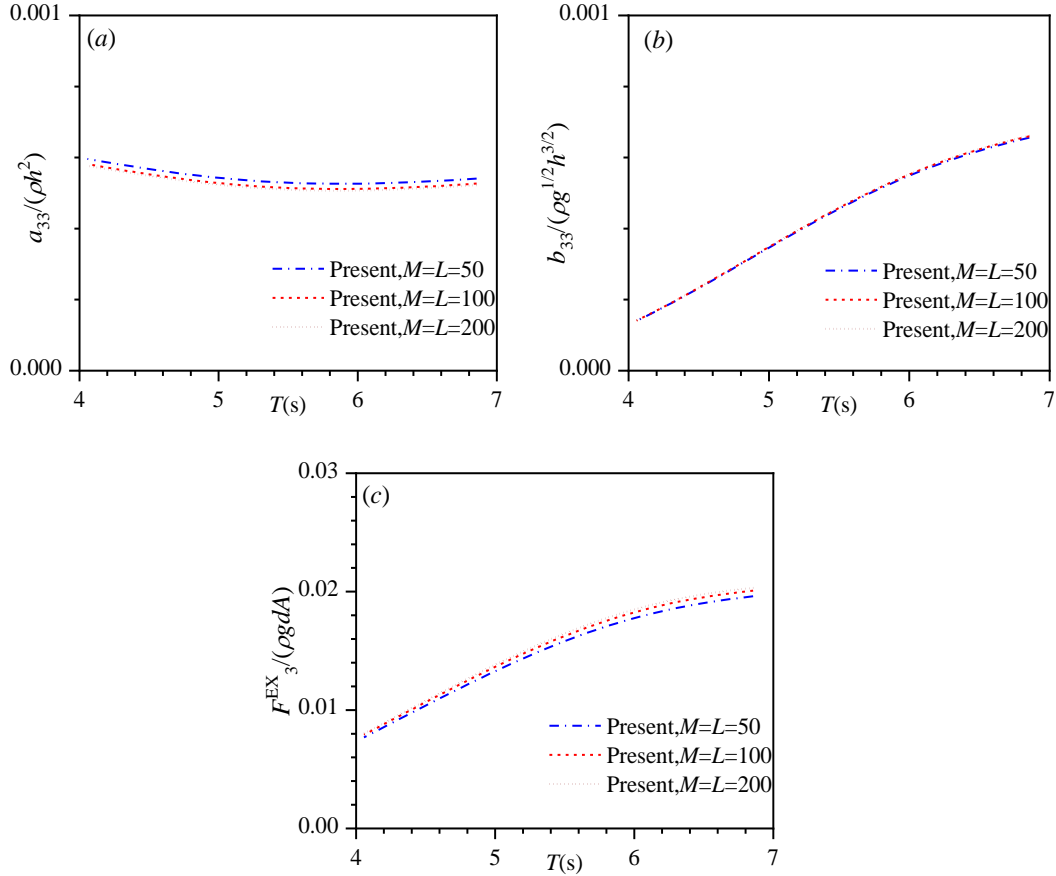 0.001
(a)
a33/(ρh2)
Present,M=L=50
Present,M=L=100
Present,M=L=200
0.000
4 5 6 7
T(s)
0.001
(b)
b33/(ρg1/2h3/2)
Present,M=L=50
Present,M=L=100
Present,M=L=200
0.000
4 5 6 7
T(s)
0.03
(c)
0.02
FEX3/(ρgdA)
0.01
Present,M=L=50
Present,M=L=100
Present,M=L=200
0.00
4 5 6 7
T(s)